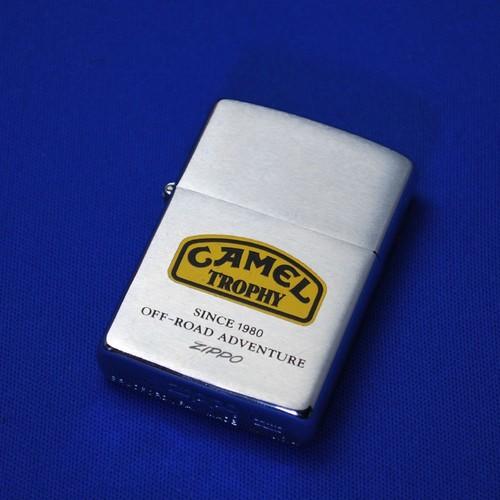 CAMEL
TROPHY
SINCE 1980
OFF-ROAD ADVENTURE
ZIPPO